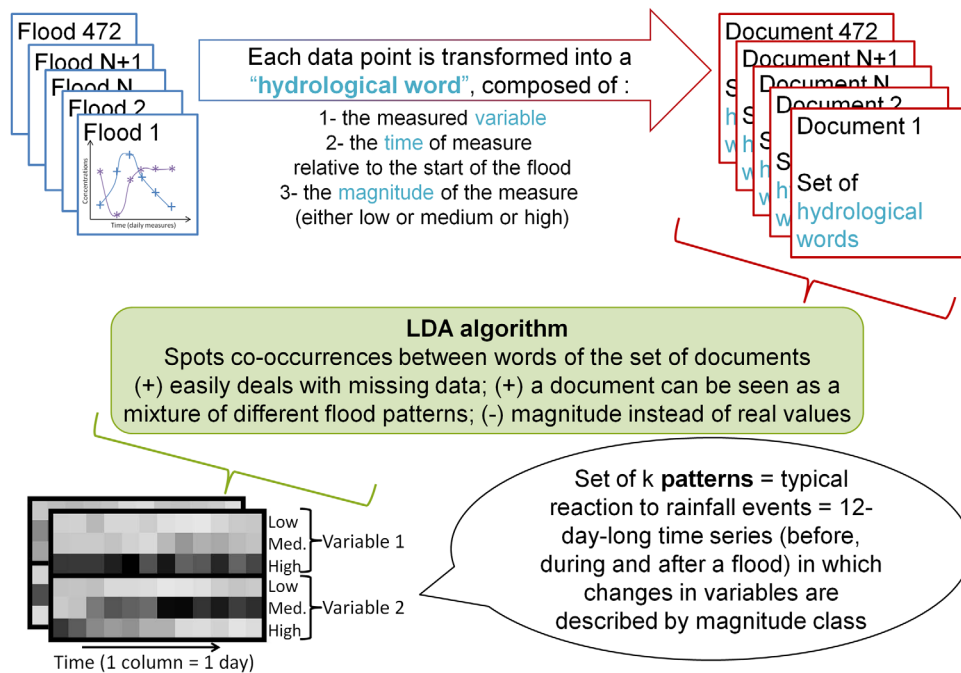 Flood 472
Flood N+1
Flood N
Flood 2
Flood 1
Concentrations
Time (daily measures)
Each data point is transformed into a
“hydrological word”, composed of :
1- the measured variable
2- the time of measure
relative to the start of the flood
3- the magnitude of the measure
(either low or medium or high)
Document 472
Document N+1
Document N
Document 2
Document 1
S
h
w
S
h
w
S
h
w
S
h
w
Set of
hydrological
words
LDA algorithm
Spots co-occurrences between words of the set of documents
(+) easily deals with missing data; (+) a document can be seen as a
mixture of different flood patterns; (-) magnitude instead of real values
Set of k patterns = typical
reaction to rainfall events = 12-
day-long time series (before,
during and after a flood) in which
changes in variables are
described by magnitude class
Low
Med.
High
Variable 1
Low
Med.
High
Variable 2
Time (1 column = 1 day)